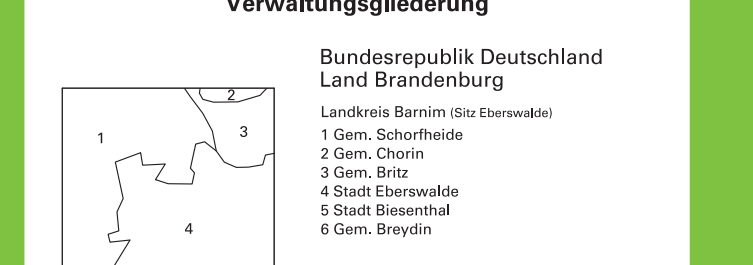 Verwaltungsgliederung
Bundesrepublik Deutschland
Land Brandenburg
Landkreis Barnim (Sitz Eberswalde)
1 Gem. Schorfheide
2 Gem. Chorin
3 Gem. Britz
4 Stadt Eberswalde
5 Stadt Biesenthal
6 Gem. Breydin
2
1
3
4